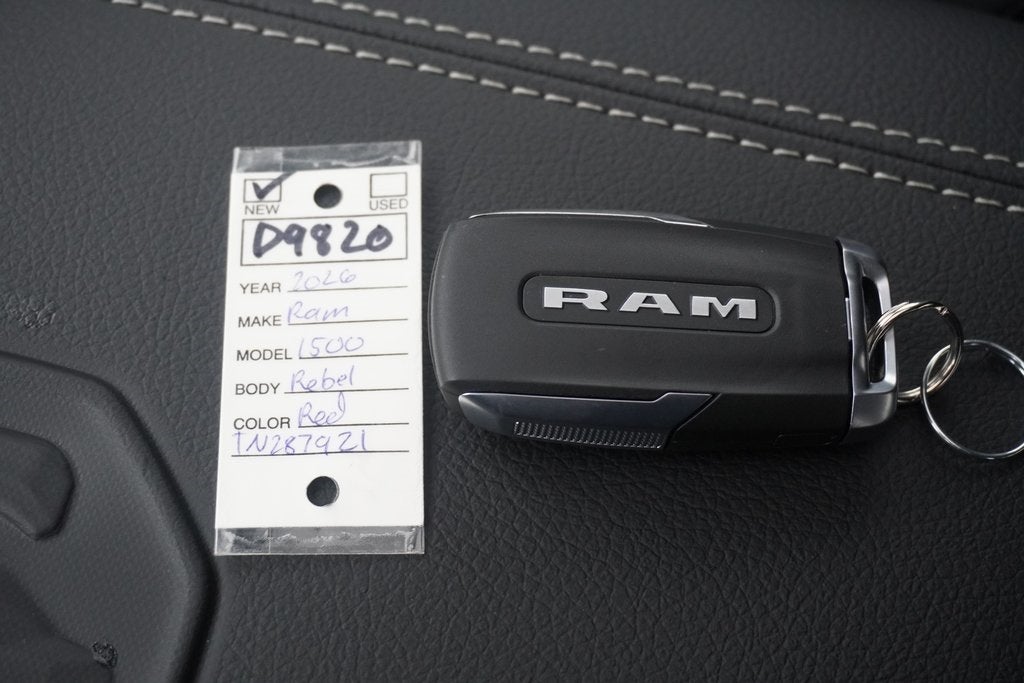 NEW USED
D9820
YEAR 2026
MAKE Ram
MODEL 1500
BODY Rebel
COLOR Red
TN287921
RAM